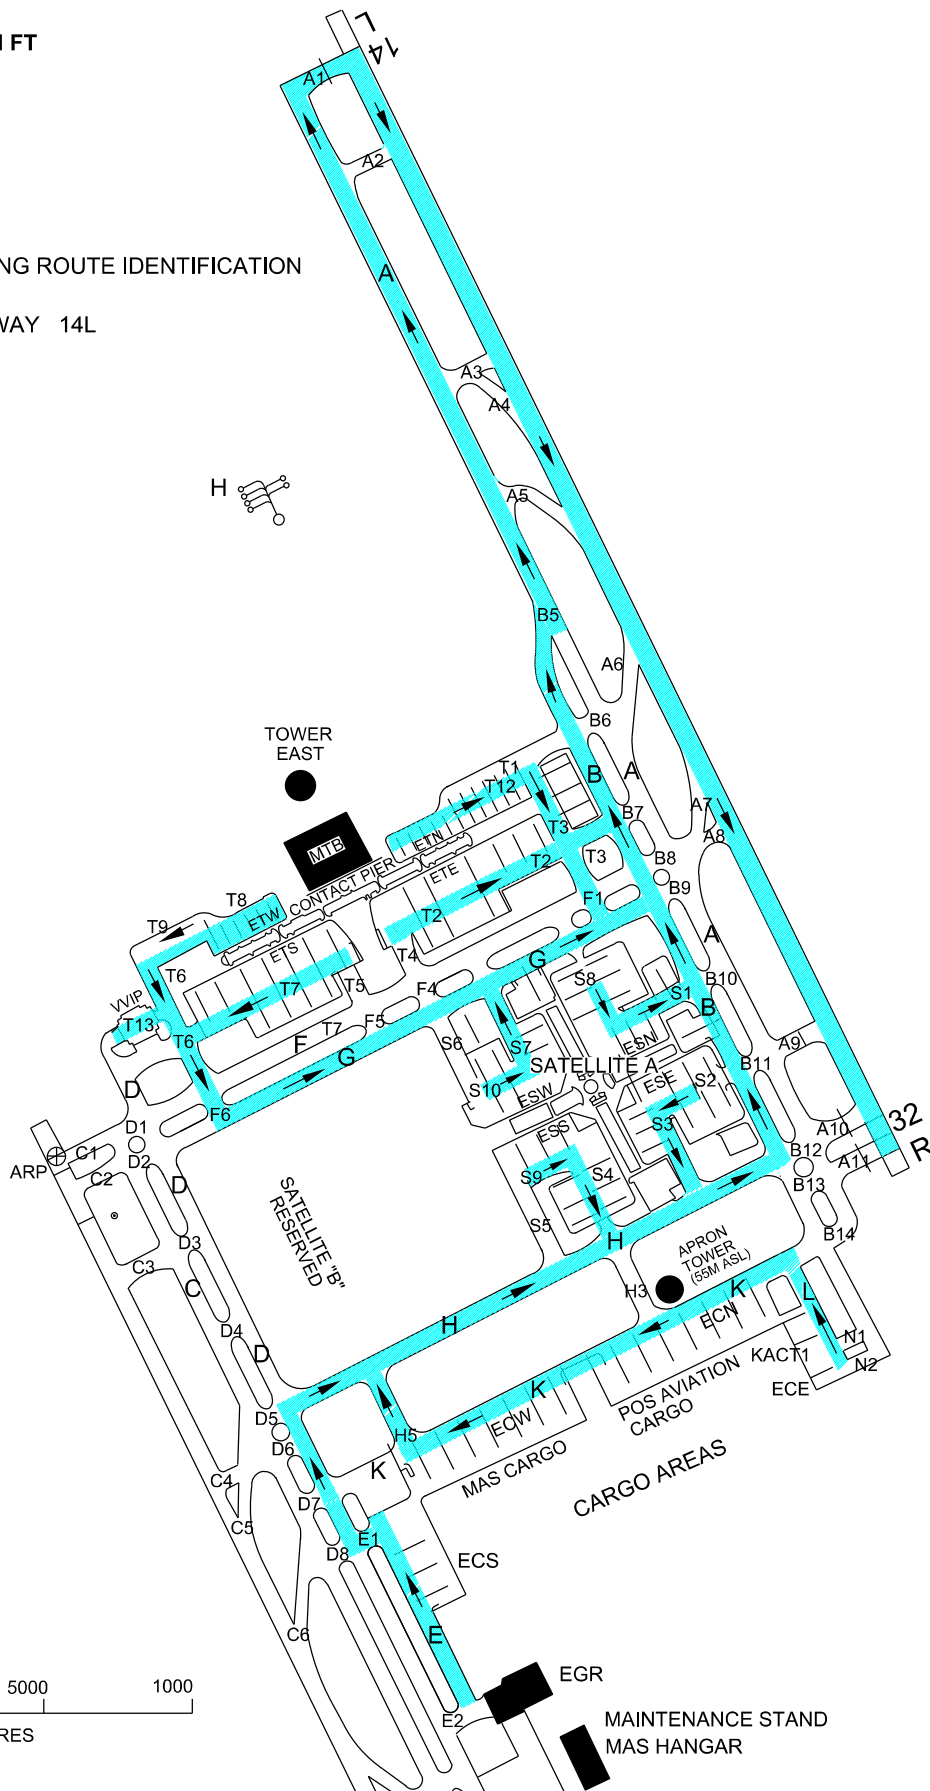 I FT
L
14
A1
A2
A
NG ROUTE IDENTIFICATION
WAY 14L
A3
A4
H
A5
B5
A6
B6
TOWER
EAST
T1
T12
B
A
A7
B7
A8
MTB
ETN
T3
T3
CONTACT PIER
ETE
T2
B8
B9
T8
ETW
T9
T2
F1
A
ETS
T4
G
T6
T7
T5
F4
S8
S1
B10
VVIP
T13
F5
B
T6
T7
F
G
S6
S7
ESN
A9
SATELLITE A
B11
D
S10
ESW
ESE
S2
F6
S3
A10
32
R
D1
ESS
A11
ARP
C1
D2
B12
C2
D
S9
S4
B13
SATELLITE "B"
RESERVED
S5
B14
D3
H
APRON
TOWER
(55M ASL)
C3
C
H3
K
L
D4
H
ECN
N1
D
KACT1
N2
K
ECE
POS AVIATION
CARGO
D5
H5
ECW
D6
K
MAS CARGO
CARGO AREAS
C4
D7
C5
E1
D8
ECS
C6
E
EGR
5000
1000
RES
E2
MAINTENANCE STAND
MAS HANGAR